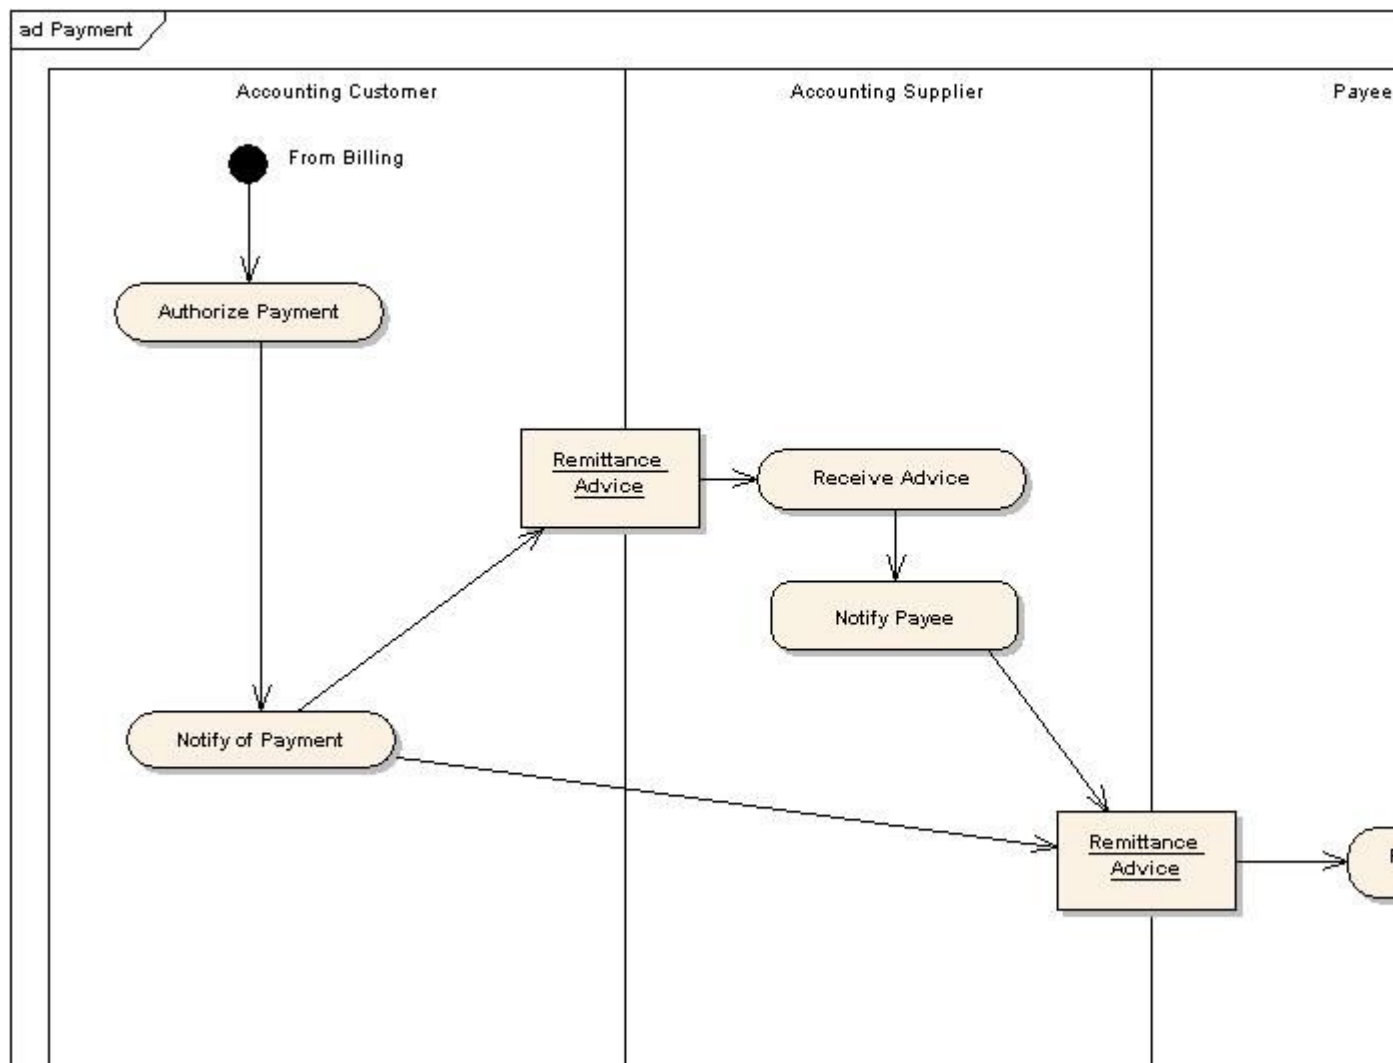 ad Payment
Accounting Customer
Accounting Supplier
Payee
From Billing
Authorize Payment
Remittance
Advice
Receive Advice
Notify Payee
Notify of Payment
Remittance
Advice